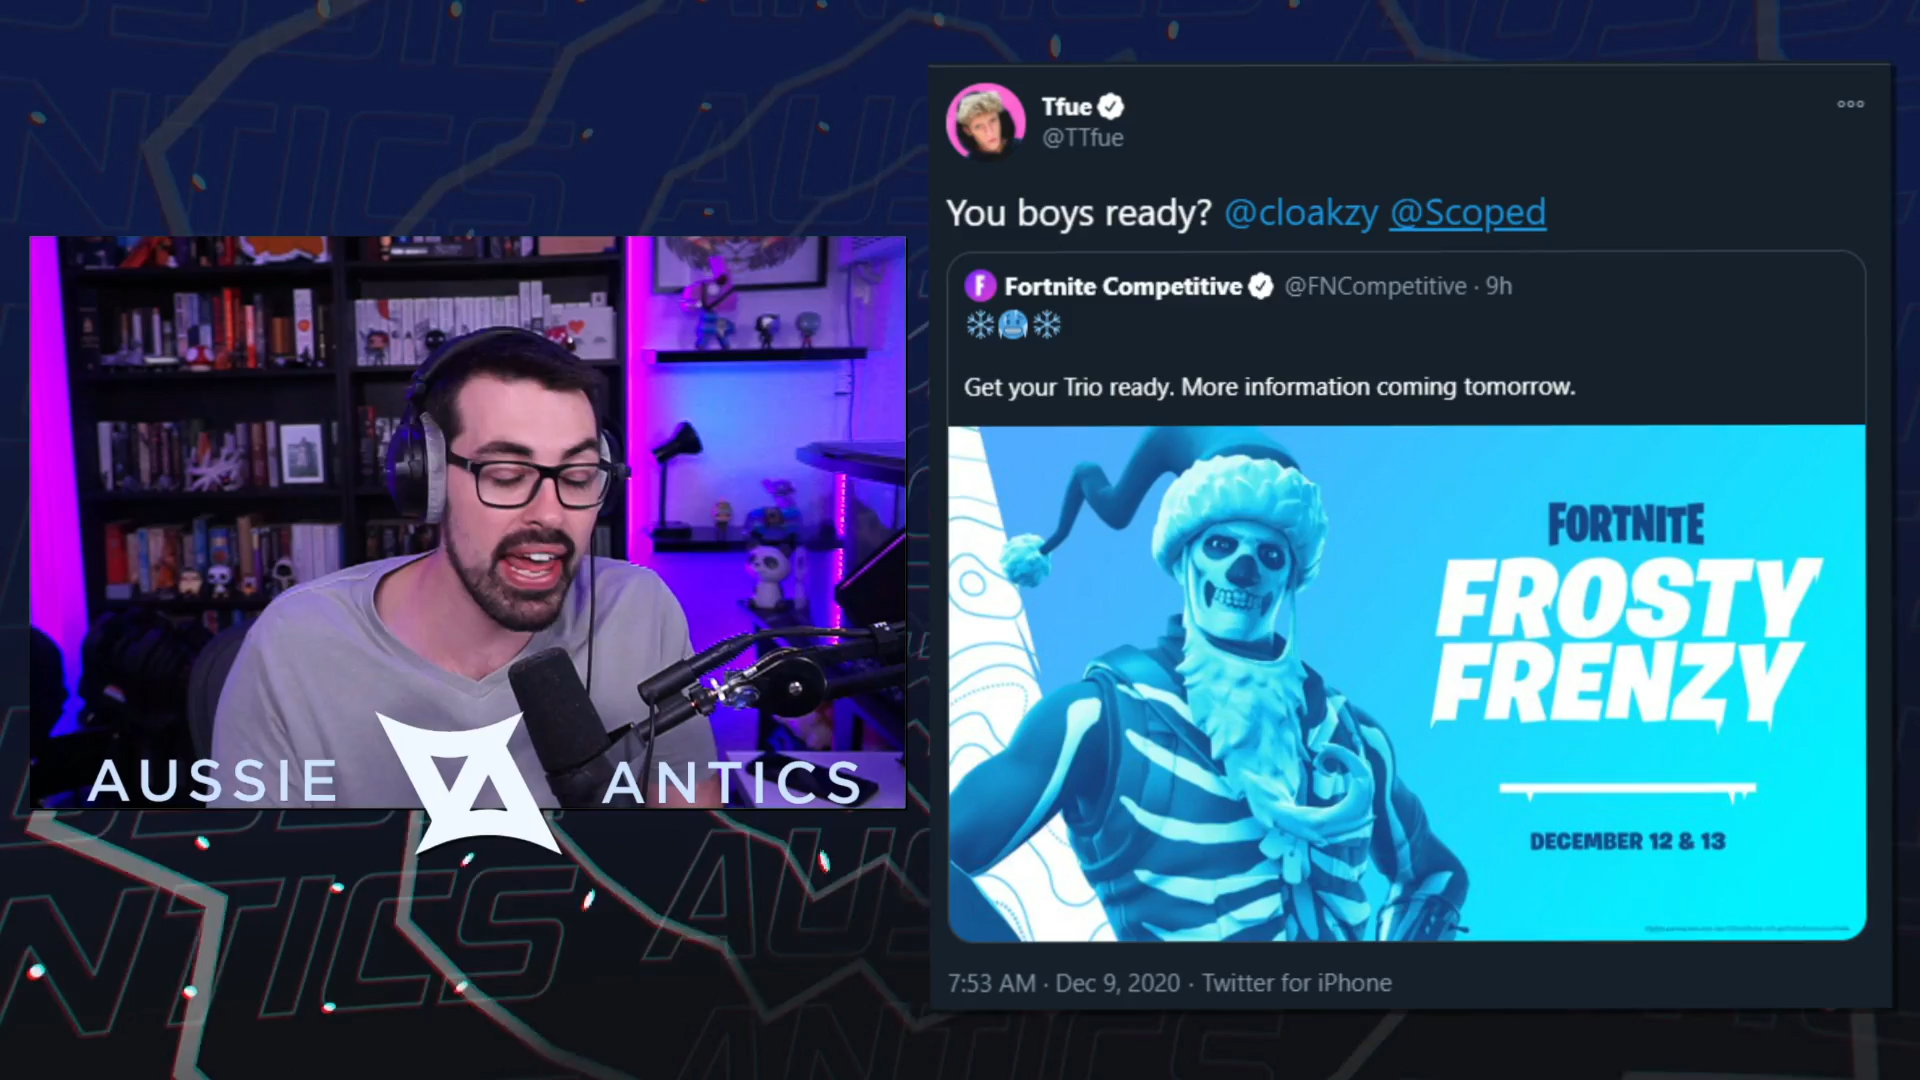 AUSSIE ANTICS
Tfue
@TTfue
You boys ready? @cloakzy @Scoped
F Fortnite Competitive @FNCompetitive · 9h
❄🥶❄
Get your Trio ready. More information coming tomorrow.
FORTNITE
FROSTY
FRENZY
DECEMBER 12 & 13
7:53 AM · Dec 9, 2020 · Twitter for iPhone